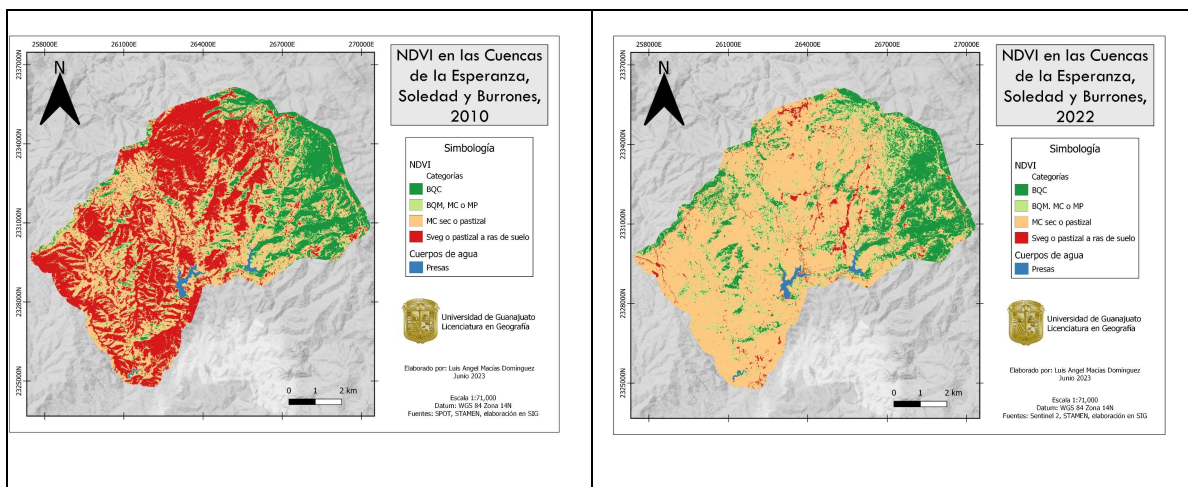 258000E 261000E 264000E 267000E 270000E
2337000N
2334000N
2331000N
2328000N
2325000N
N
0 1 2 km
NDVI en las Cuencas
de la Esperanza,
Soledad y Burrones,
2010
Simbología
NDVI
Categorías
BQC
BQM, MC o MP
MC sec o pastizal
Sveg o pastizal a ras de suelo
Cuerpos de agua
Presas
Universidad de Guanajuato
Licenciatura en Geografía
Elaborado por: Luis Angel Macías Domínguez
Junio 2023
Escala 1:71,000
Datum: WGS 84 Zona 14N
Fuentes: SPOT, STAMEN, elaboración en SIG
258000E 261000E 264000E 267000E 270000E
2337000N
2334000N
2331000N
2328000N
2325000N
N
0 1 2 km
NDVI en las Cuencas
de la Esperanza,
Soledad y Burrones,
2022
Simbología
NDVI
Categorías
BQC
BQM. MC o MP
MC sec o pastizal
Sveg o pastizal a ras de suelo
Cuerpos de agua
Presas
Universidad de Guanajuato
Licenciatura en Geografía
Elaborado por: Luis Angel Macías Domínguez
Junio 2023
Escala 1:71,000
Datum: WGS 84 Zona 14N
Fuentes: Sentinel 2, STAMEN, elaboración en SIG